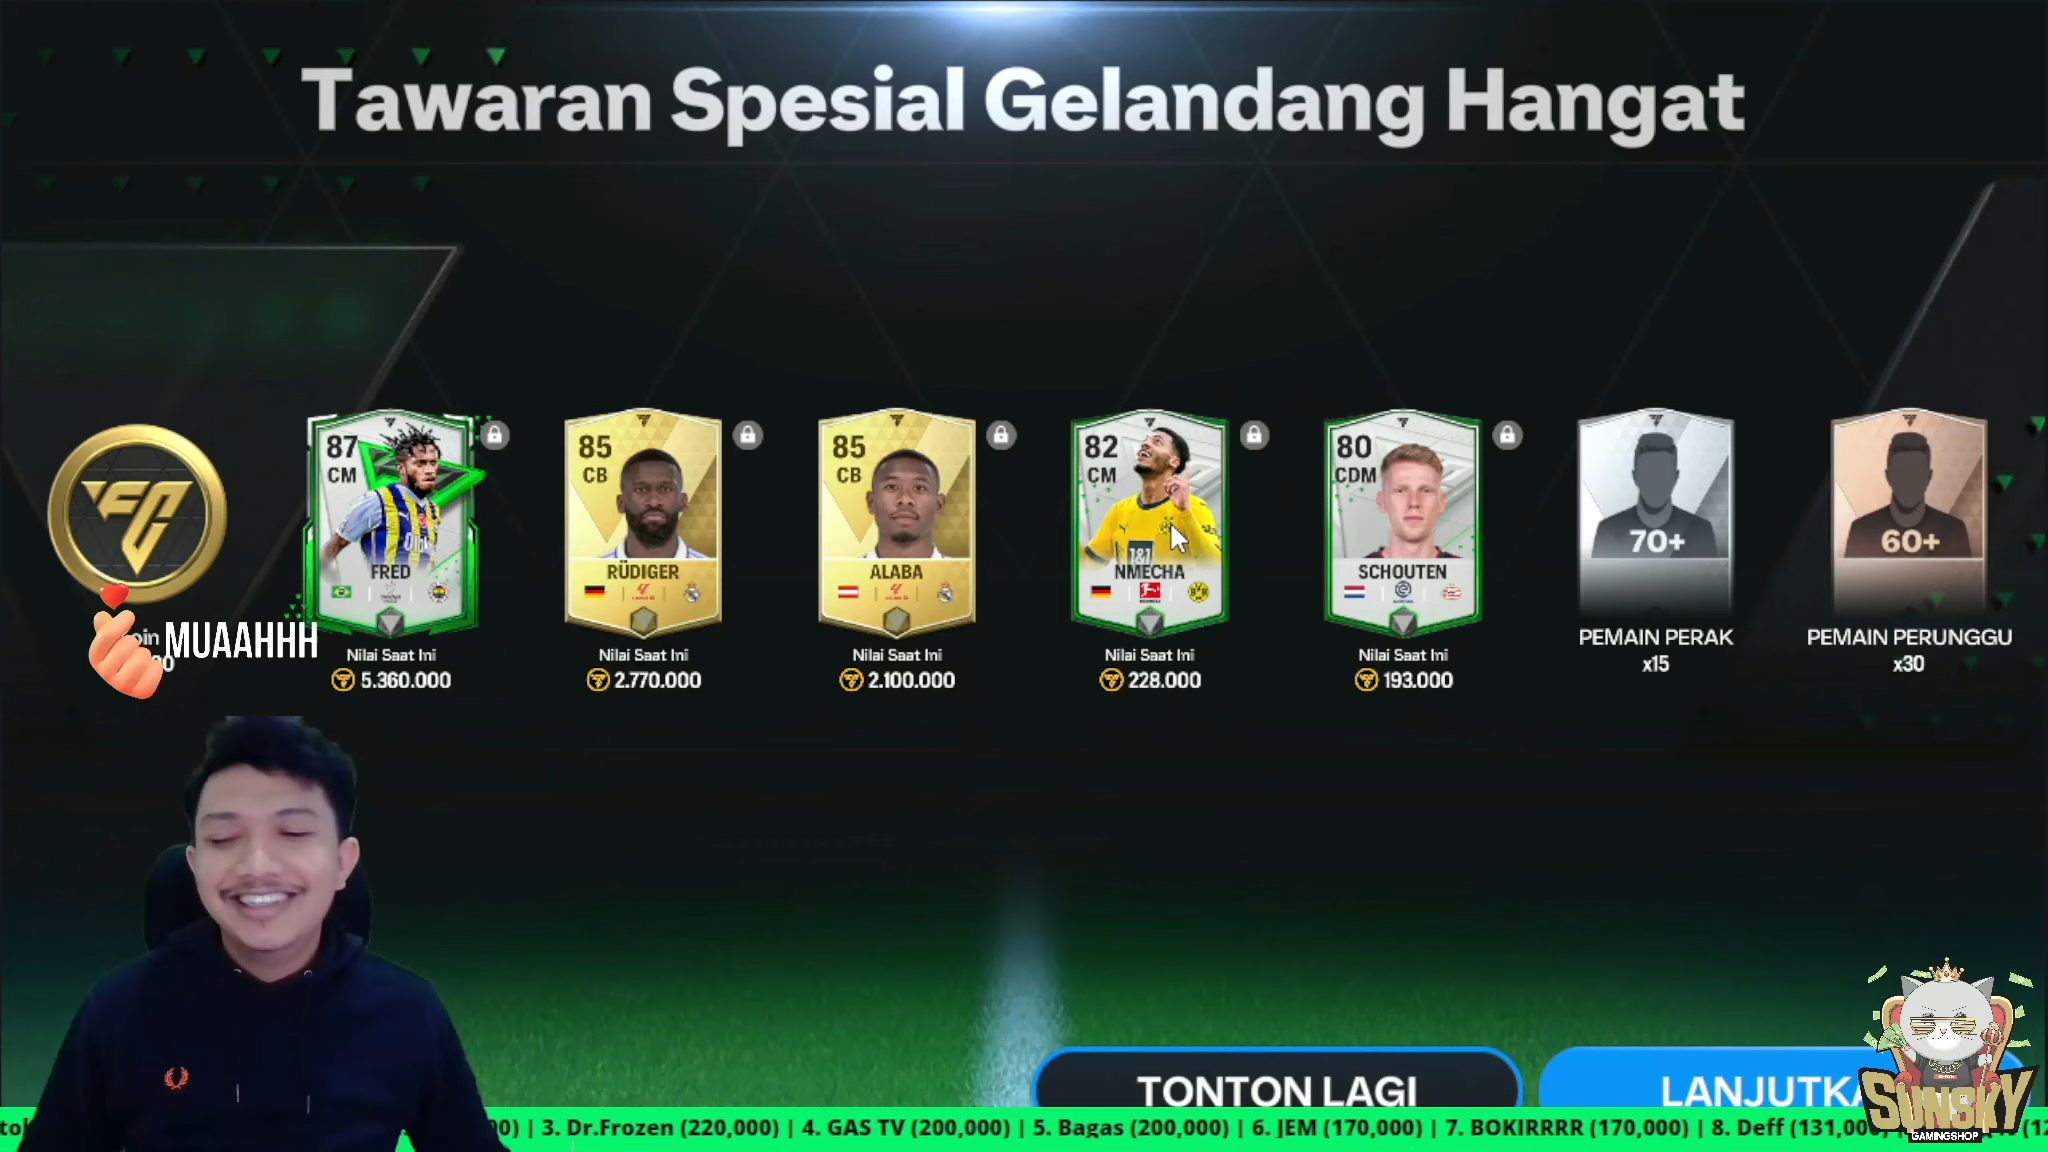 Tawaran Spesial Gelandang Hangat
87
CM
FRED
Nilai Saat Ini
5.360.000
85
CB
RÜDIGER
Nilai Saat Ini
2.770.000
85
CB
ALABA
Nilai Saat Ini
2.100.000
82
CM
1&1
NMECHA
Nilai Saat Ini
228.000
80
CDM
SCHOUTEN
Nilai Saat Ini
193.000
70+
PEMAIN PERAK
x15
60+
PEMAIN PERUNGGU
x30
MUAAHHH
TONTON LAGI
SUNSKY
GAMINGSHOP
| 3. Dr.Frozen (220,000) | 4. GAS TV (200,000) | 5. Bagas (200,000) | 6. JEM (170,000) | 7. BOKIRRRR (170,000) | 8. Deff (131,000